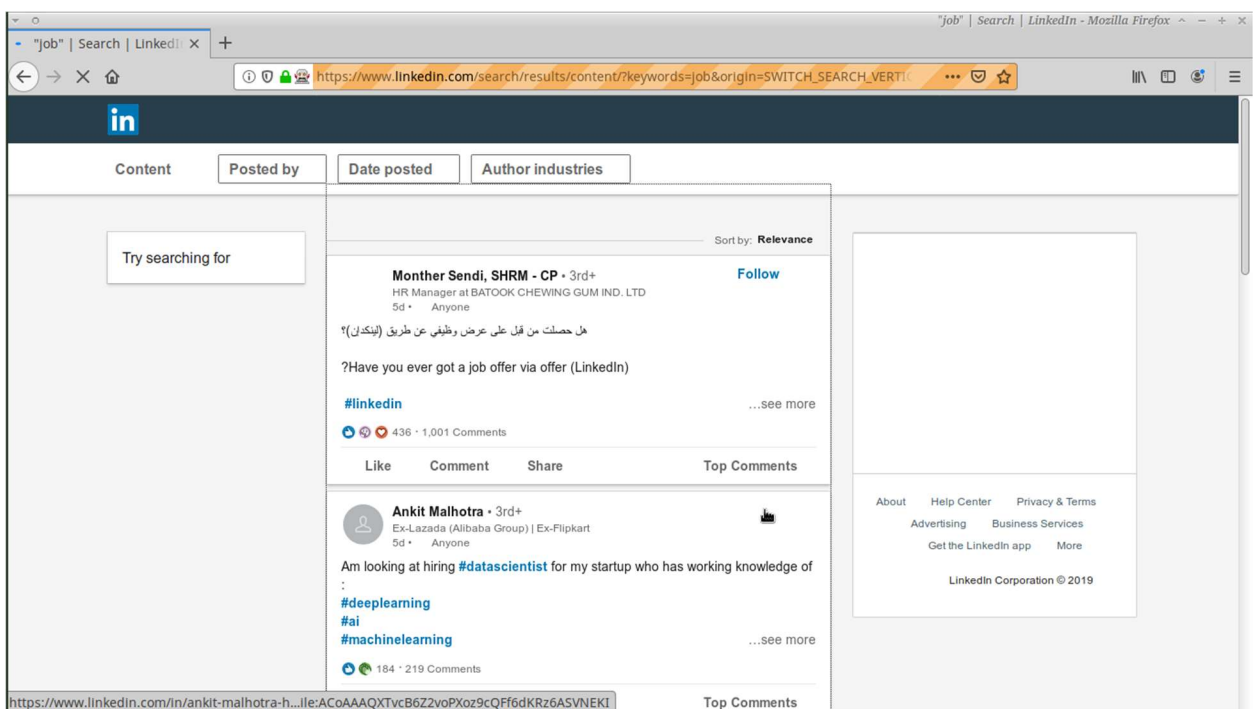 "job" | Search | LinkedIn - Mozilla Firefox
"job" | Search | LinkedI
https://www.linkedin.com/search/results/content/?keywords=job&origin=SWITCH_SEARCH_VERTI
in
Content
Posted by
Date posted
Author industries
Try searching for
Sort by: Relevance
Monther Sendi, SHRM - CP • 3rd+
Follow
HR Manager at BATOOK CHEWING GUM IND. LTD
5d • Anyone
هل حصلت من قبل على عرض وظيفي عن طريق (لينكدان)؟
?Have you ever got a job offer via offer (LinkedIn)
#linkedin
…see more
436 · 1,001 Comments
Like Comment Share Top Comments
Ankit Malhotra • 3rd+
Ex-Lazada (Alibaba Group) | Ex-Flipkart
5d • Anyone
Am looking at hiring #datascientist for my startup who has working knowledge of
:
#deeplearning
#ai
#machinelearning
…see more
184 · 219 Comments
Top Comments
About Help Center Privacy & Terms
Advertising Business Services
Get the LinkedIn app More
LinkedIn Corporation © 2019
https://www.linkedin.com/in/ankit-malhotra-h...ile:ACoAAAQXTvcB6Z2voPXoz9cQFf6dKRz6ASVNEKI